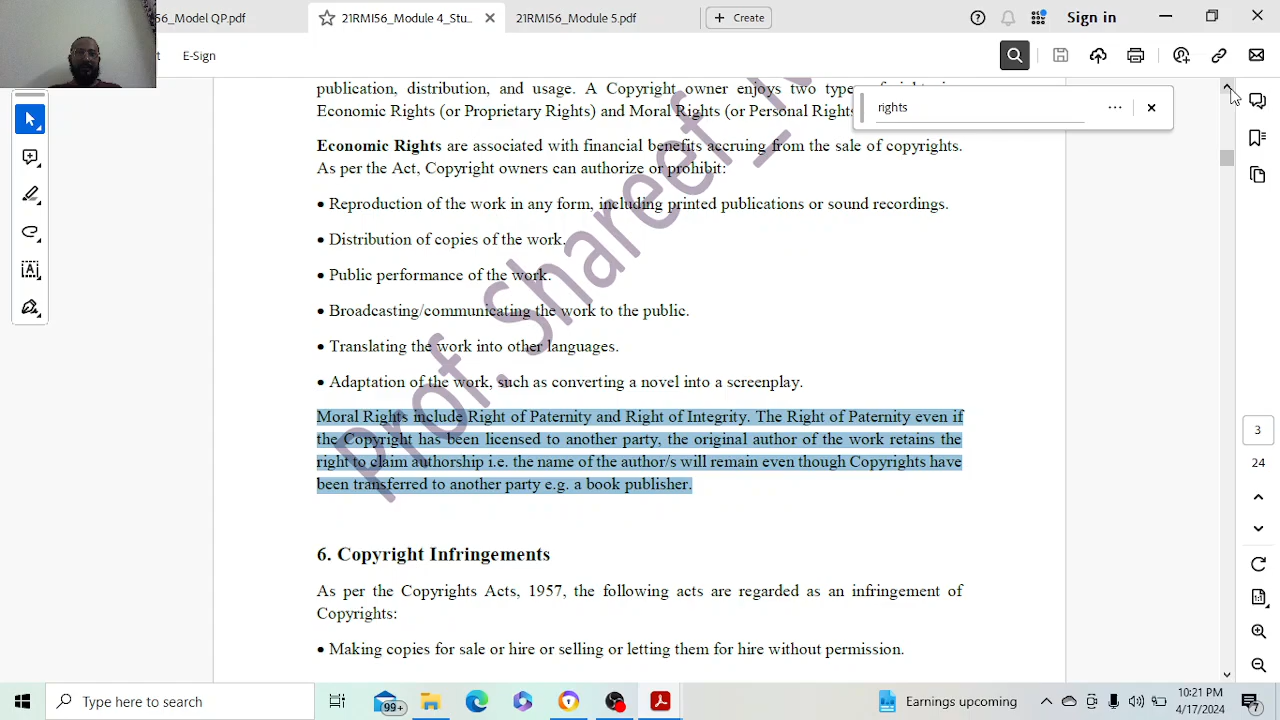 56_Model QP.pdf
21RMI56_Module 4_Stu...
21RMI56_Module 5.pdf
Create
Sign in
E-Sign
rights
publication, distribution, and usage. A Copyright owner enjoys two
Economic Rights (or Proprietary Rights) and Moral Rights (or Personal Rights
Economic Rights are associated with financial benefits accruing from the sale of copyrights.
As per the Act, Copyright owners can authorize or prohibit:
• Reproduction of the work in any form, including printed publications or sound recordings.
• Distribution of copies of the work.
• Public performance of the work.
• Broadcasting/communicating the work to the public.
• Translating the work into other languages.
• Adaptation of the work, such as converting a novel into a screenplay.
Moral Rights include Right of Paternity and Right of Integrity. The Right of Paternity even if
the Copyright has been licensed to another party, the original author of the work retains the
right to claim authorship i.e. the name of the author/s will remain even though Copyrights have
been transferred to another party e.g. a book publisher.
6. Copyright Infringements
As per the Copyrights Acts, 1957, the following acts are regarded as an infringement of
Copyrights:
• Making copies for sale or hire or selling or letting them for hire without permission.
Prof. Shareef_
3
24
Type here to search
99+
Earnings upcoming
10:21 PM
4/17/2024
7